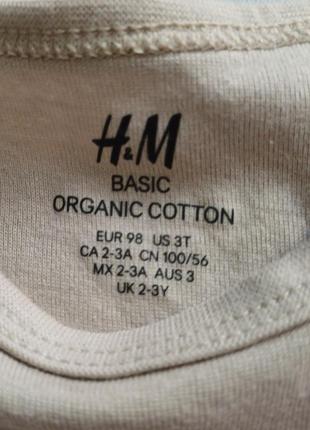 H&M
BASIC
ORGANIC COTTON
EUR 98 US 3T
CA 2-3A CN 100/56
MX 2-3A AUS 3
UK 2-3Y